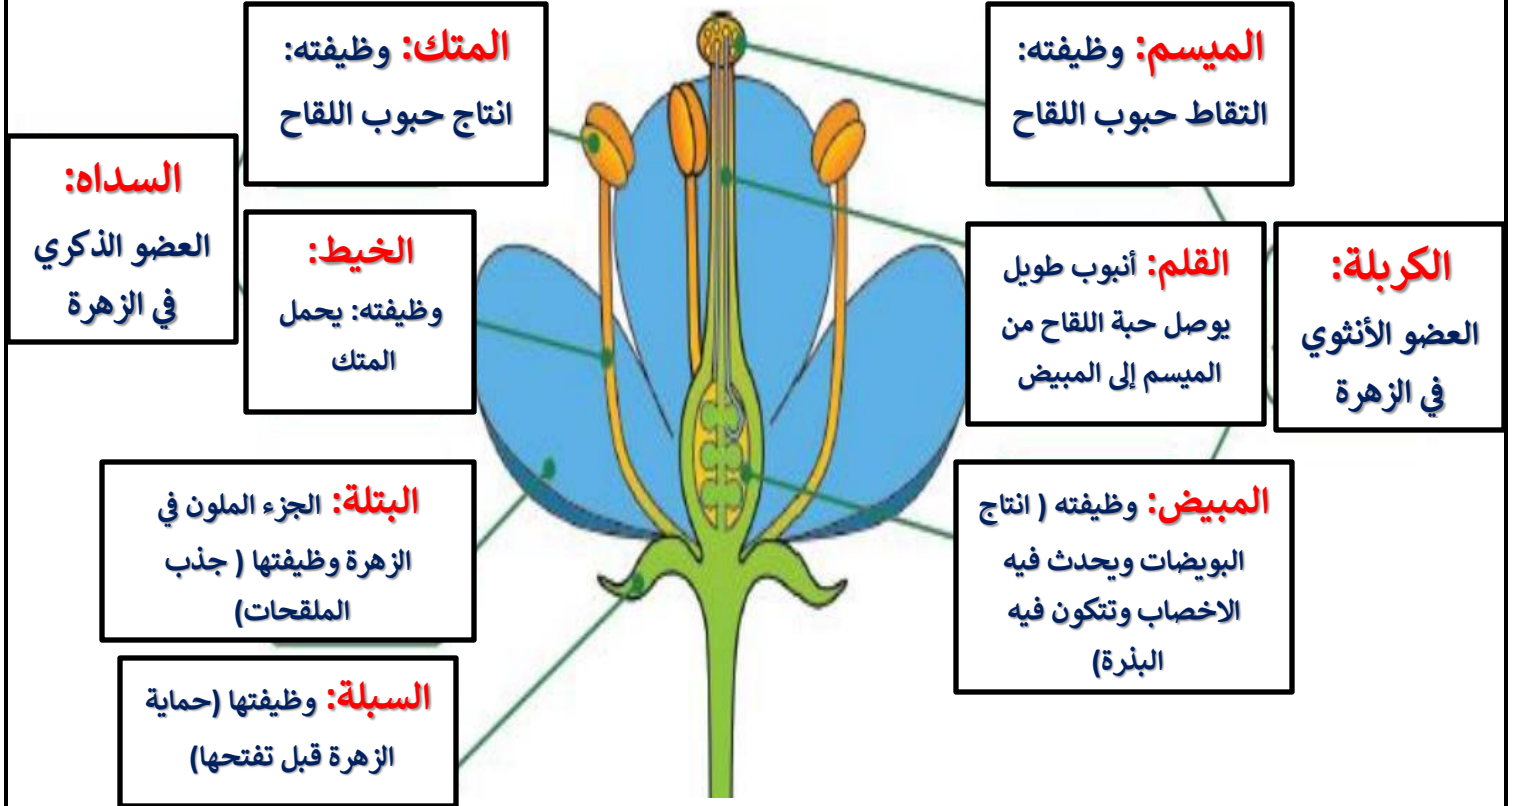 الميسم: وظيفته:
التقاط حبوب اللقاح
المتك: وظيفته:
انتاج حبوب اللقاح
السداه:
العضو الذكري
في الزهرة
الخيط:
وظيفته: يحمل
المتك
القلم: أنبوب طويل
يوصل حبة اللقاح من
الميسم إلى المبيض
الكربلة:
العضو الأنثوي
في الزهرة
المبيض: وظيفته ( انتاج
البويضات ويحدث فيه
الاخصاب وتتكون فيه
البذرة)
البتلة: الجزء الملون في
الزهرة وظيفتها ( جذب
الملقحات)
السبلة: وظيفتها (حماية
الزهرة قبل تفتحها)